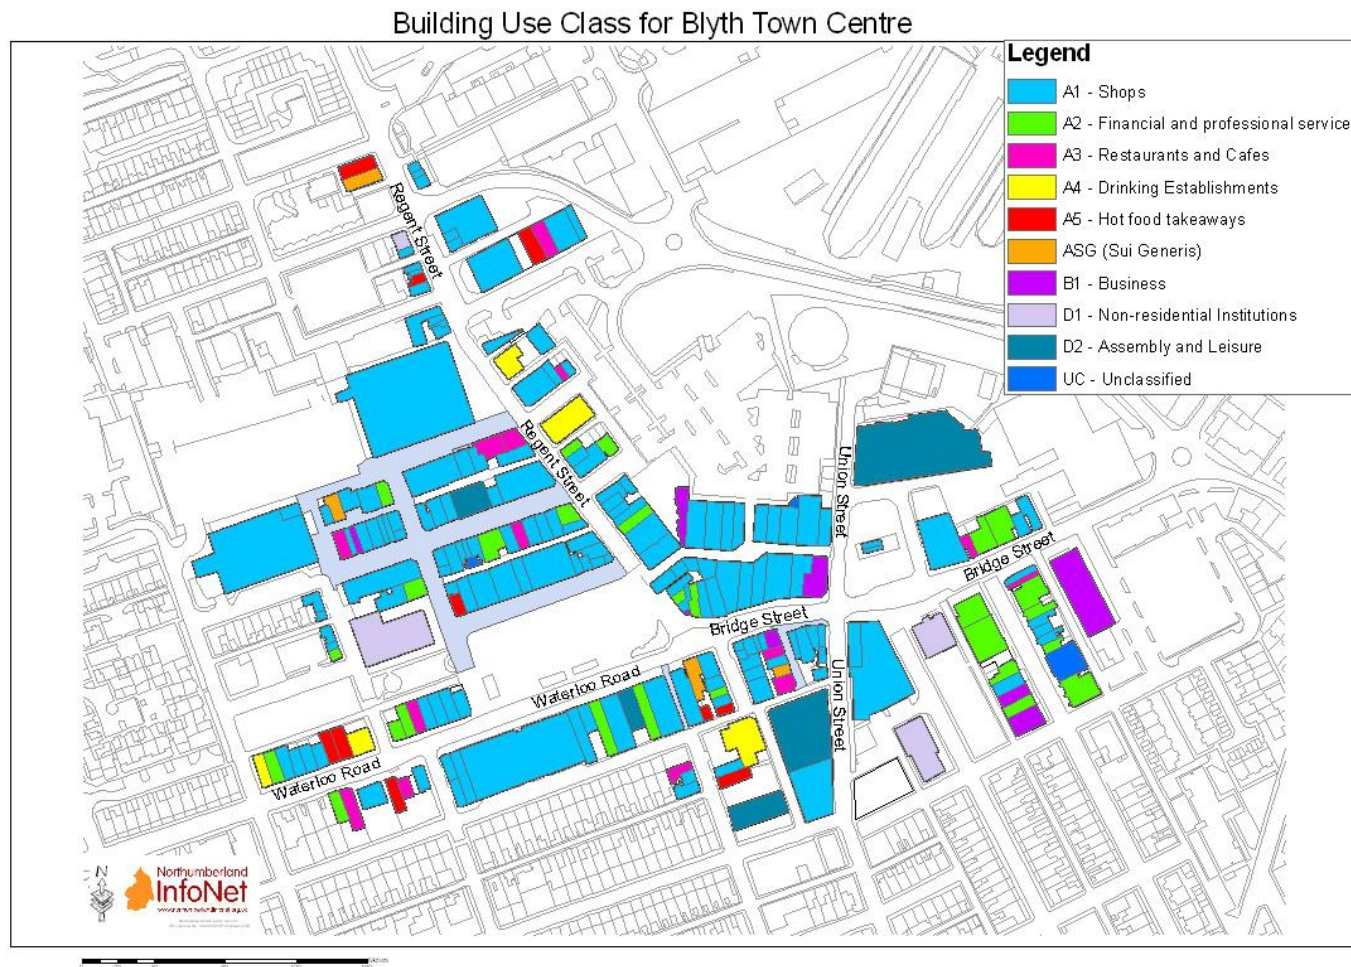 Building Use Class for Blyth Town Centre
Legend
A1 - Shops
A2 - Financial and professional service
A3 - Restaurants and Cafes
A4 - Drinking Establishments
A5 - Hot food takeaways
ASG (Sui Generis)
B1 - Business
D1 - Non-residential Institutions
D2 - Assembly and Leisure
UC - Unclassified
Regent Street
Regent Street
Union Street
Bridge Street
Bridge Street
Waterloo Road
Union Street
Waterloo Road
N
Northumberland
InfoNet